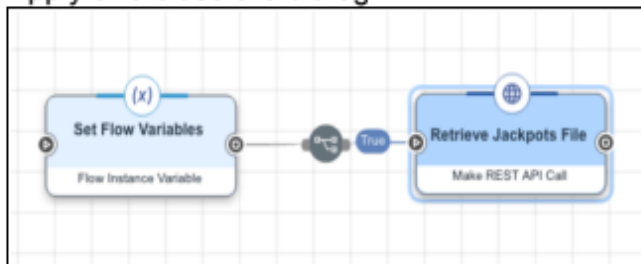 (x)
Set Flow Variables
Flow Instance Variable
True
Retrieve Jackpots File
Make REST API Call